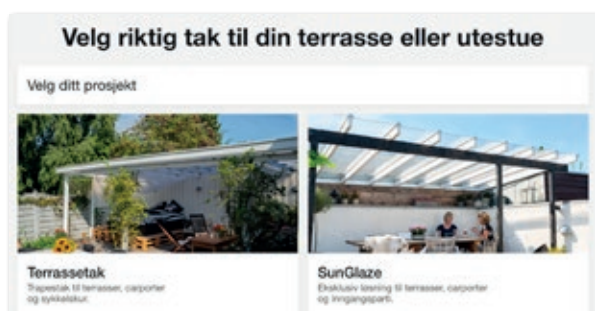 Velg riktig tak til din terrasse eller utestue
Velg ditt prosjekt
Terrassetak
Trapestak til terrasser, carporter
og sykkelskur.
SunGlaze
Eksklusiv løsning til terrasser, carporter
og inngangsparti.